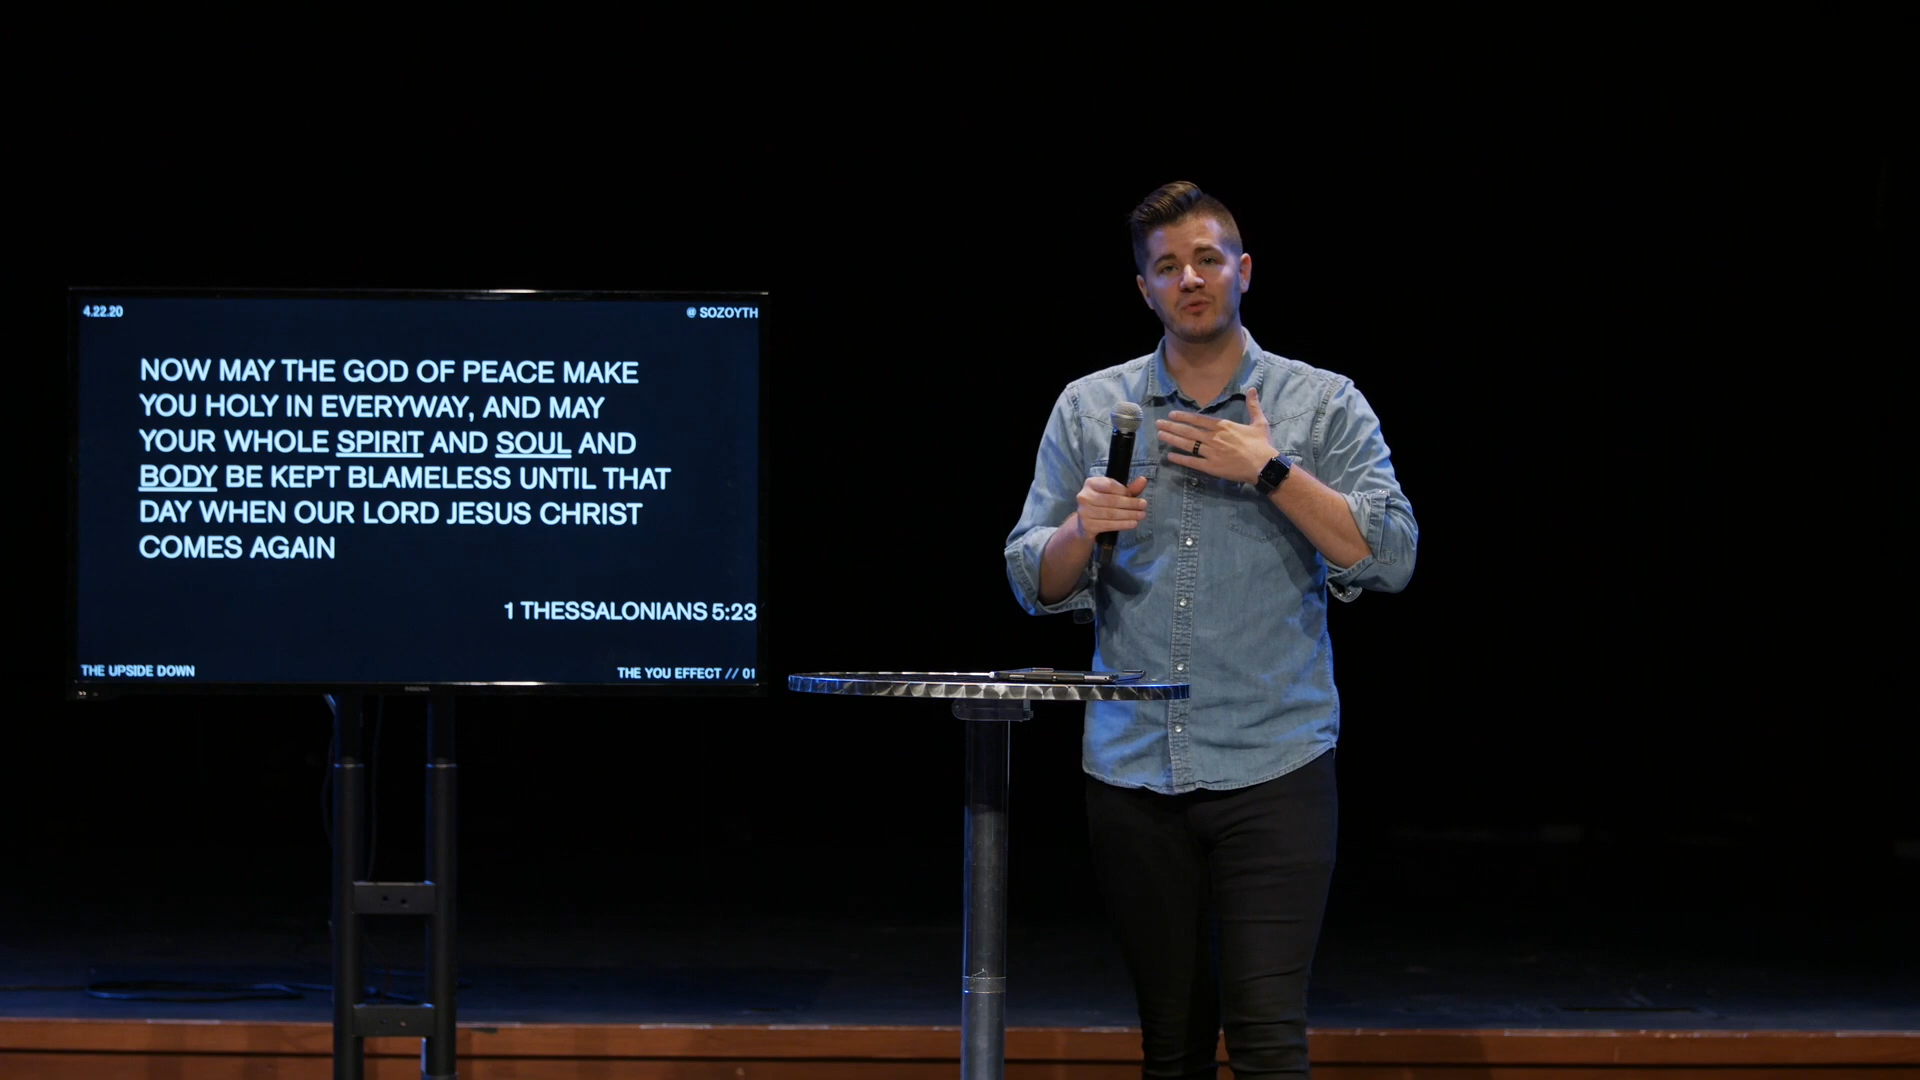 4.22.20
@ SOZOYTH
NOW MAY THE GOD OF PEACE MAKE
YOU HOLY IN EVERYWAY, AND MAY
YOUR WHOLE SPIRIT AND SOUL AND
BODY BE KEPT BLAMELESS UNTIL THAT
DAY WHEN OUR LORD JESUS CHRIST
COMES AGAIN
1 THESSALONIANS 5:23
THE UPSIDE DOWN
THE YOU EFFECT // 01
INSIGNIA